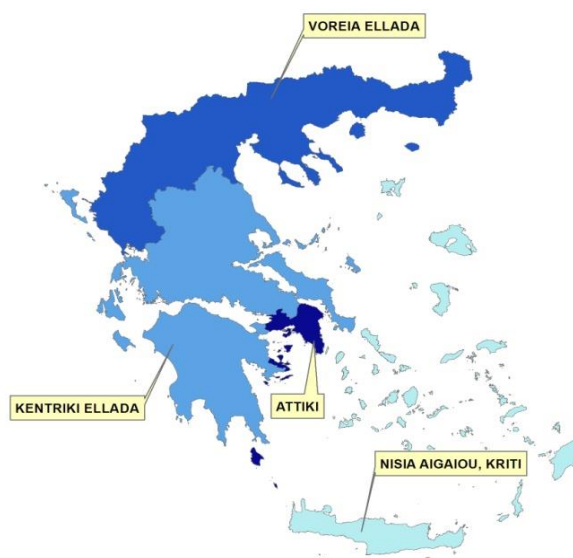 VOREIA ELLADA
KENTRIKI ELLADA
ATTIKI
NISIA AIGAIOU, KRITI